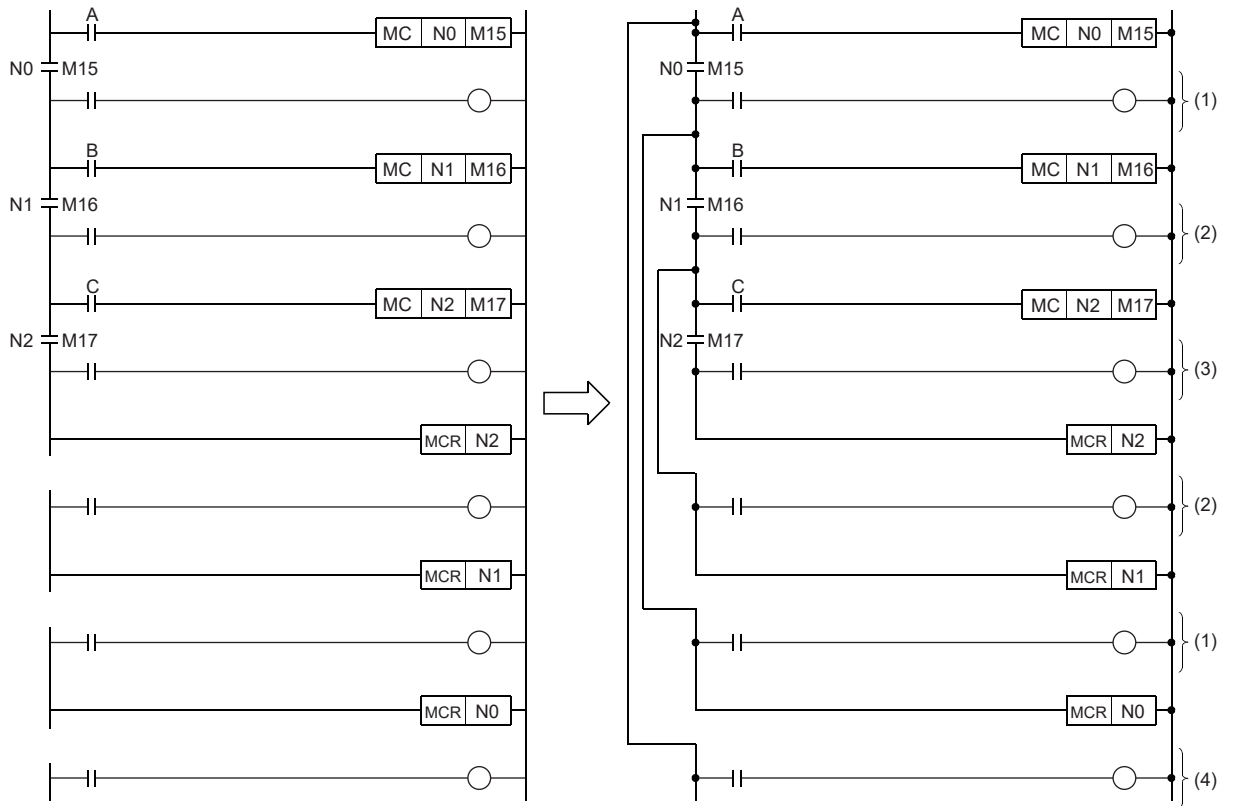 A
MC N0 M15
N0 M15
B
MC N1 M16
N1 M16
C
MC N2 M17
N2 M17
MCR N2
MCR N1
MCR N0
A
MC N0 M15
N0 M15
(1)
B
MC N1 M16
N1 M16
(2)
C
MC N2 M17
N2 M17
(3)
MCR N2
(2)
MCR N1
(1)
MCR N0
(4)